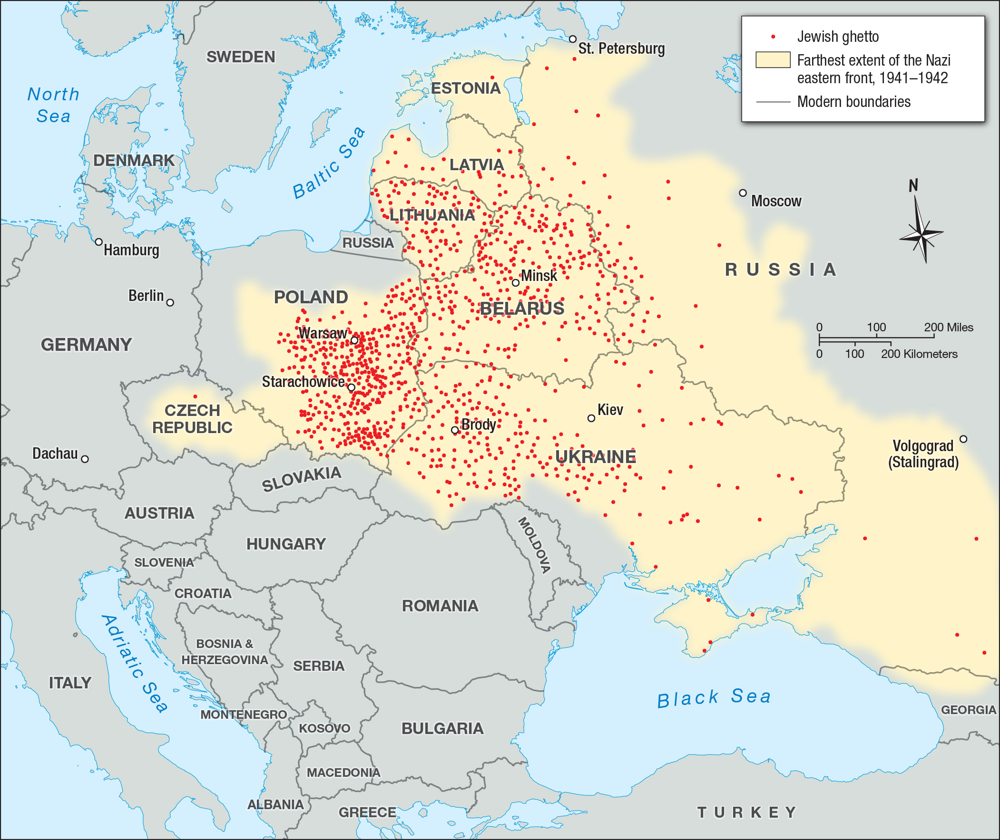 Jewish ghetto
Farthest extent of the Nazi
eastern front, 1941–1942
Modern boundaries
St. Petersburg
SWEDEN
North
Sea
ESTONIA
Baltic Sea
DENMARK
LATVIA
N
Moscow
LITHUANIA
RUSSIA
Hamburg
RUSSIA
Minsk
Berlin
POLAND
BELARUS
0 100 200 Miles
0 100 200 Kilometers
Warsaw
GERMANY
Starachowice
CZECH
REPUBLIC
Kiev
Brody
Volgograd
(Stalingrad)
Dachau
UKRAINE
SLOVAKIA
AUSTRIA
MOLDOVA
HUNGARY
SLOVENIA
CROATIA
ROMANIA
Adriatic Sea
BOSNIA &
HERZEGOVINA
SERBIA
ITALY
Black Sea
MONTENEGRO
GEORGIA
KOSOVO
BULGARIA
MACEDONIA
ALBANIA
GREECE
TURKEY